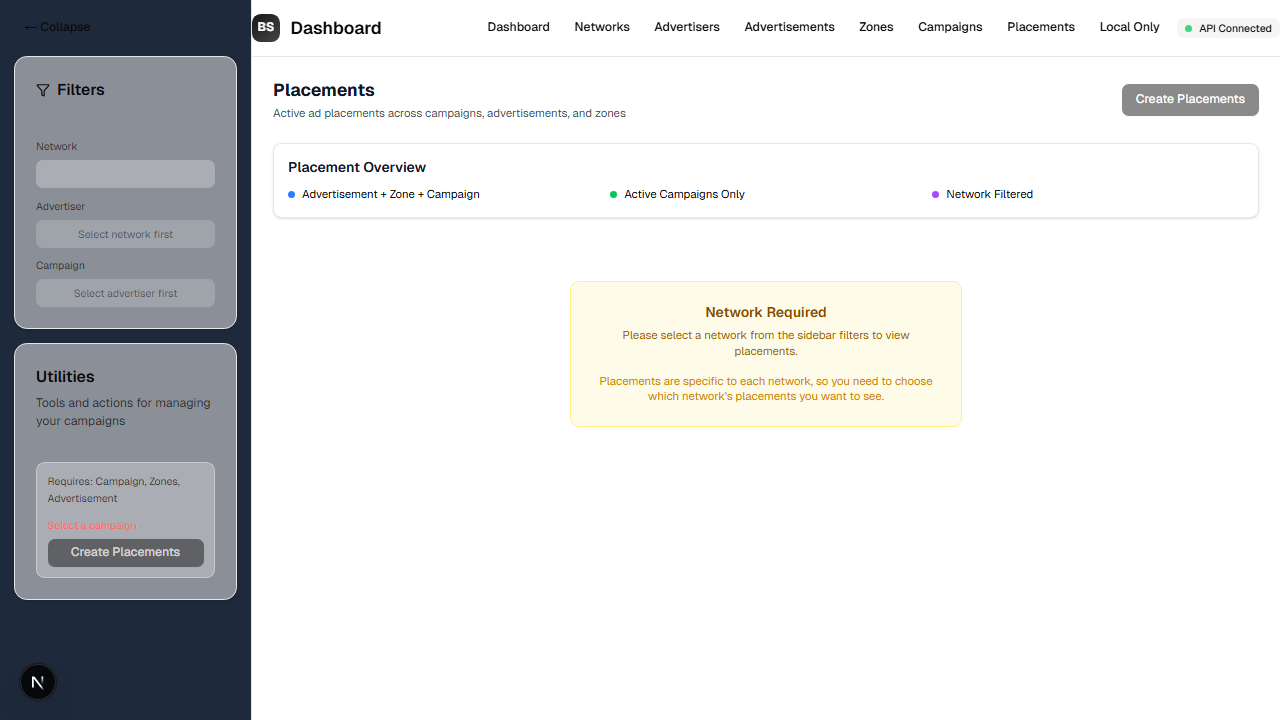 ← Collapse
BS Dashboard
Dashboard Networks Advertisers Advertisements Zones Campaigns Placements Local Only API Connected
Filters
Network
Advertiser
Select network first
Campaign
Select advertiser first
Utilities
Tools and actions for managing
your campaigns
Requires: Campaign, Zones,
Advertisement
Select a campaign
Create Placements
N
Placements
Active ad placements across campaigns, advertisements, and zones
Create Placements
Placement Overview
Advertisement + Zone + Campaign
Active Campaigns Only
Network Filtered
Network Required
Please select a network from the sidebar filters to view
placements.
Placements are specific to each network, so you need to choose
which network's placements you want to see.